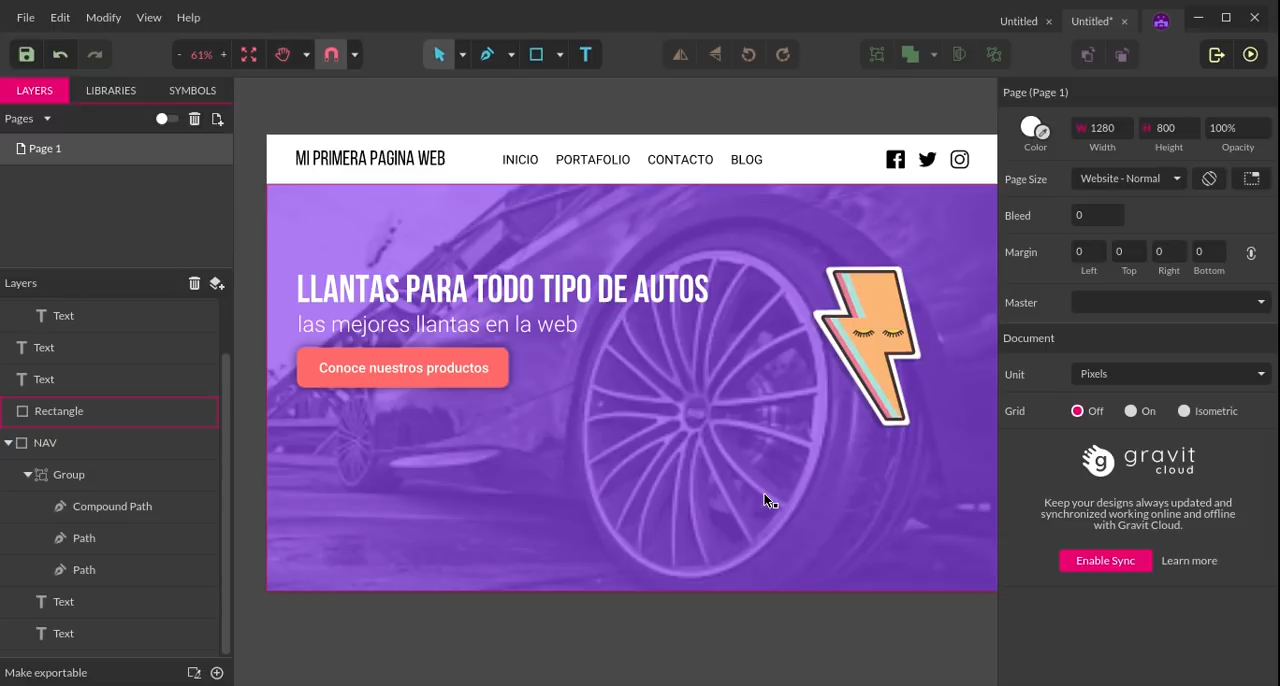 File Edit Modify View Help
Untitled × Untitled* ×
- 61% +
T
LAYERS LIBRARIES SYMBOLS
Pages
Page 1
Layers
Text
Text
Text
Rectangle
NAV
Group
Compound Path
Path
Path
Text
Text
Make exportable
MI PRIMERA PAGINA WEB INICIO PORTAFOLIO CONTACTO BLOG
LLANTAS PARA TODO TIPO DE AUTOS
las mejores llantas en la web
Conoce nuestros productos
Page (Page 1)
W 1280 H 800 100%
Color Width Height Opacity
Page Size Website - Normal
Bleed 0
Margin 0 0 0 0
Left Top Right Bottom
Master
Document
Unit Pixels
Grid Off On Isometric
gravit
cloud
Keep your designs always updated and
synchronized working online and offline
with Gravit Cloud.
Enable Sync Learn more